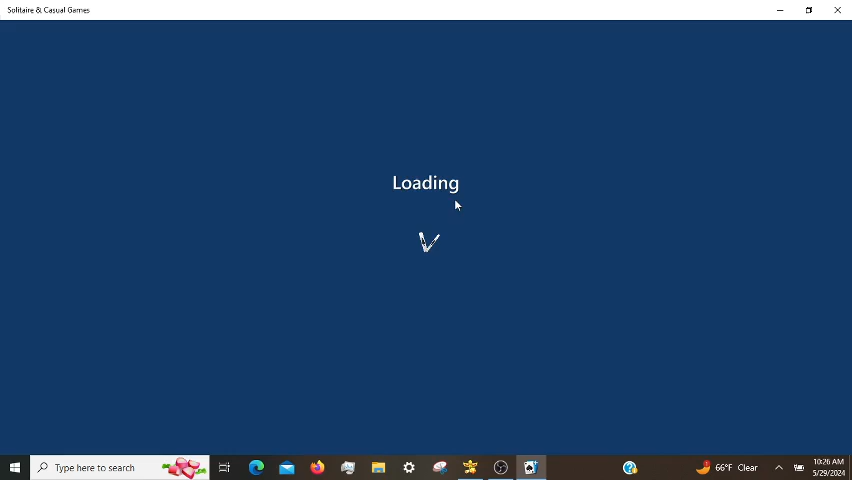 Solitaire & Casual Games
Loading
Type here to search
66°F Clear
10:26 AM
5/29/2024